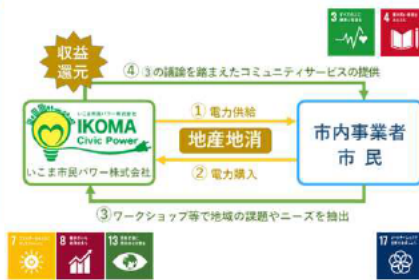 3
4
収益
還元
④ ③の議論を踏まえたコミュニティサービスの提供
いこま市民パワー株式会社
IKOMA
Civic Power
いこま市民パワー株式会社
① 電力供給
地産地消
② 電力購入
市内事業者
市民
③ ワークショップ等で地域の課題やニーズを抽出
7
8
13
17